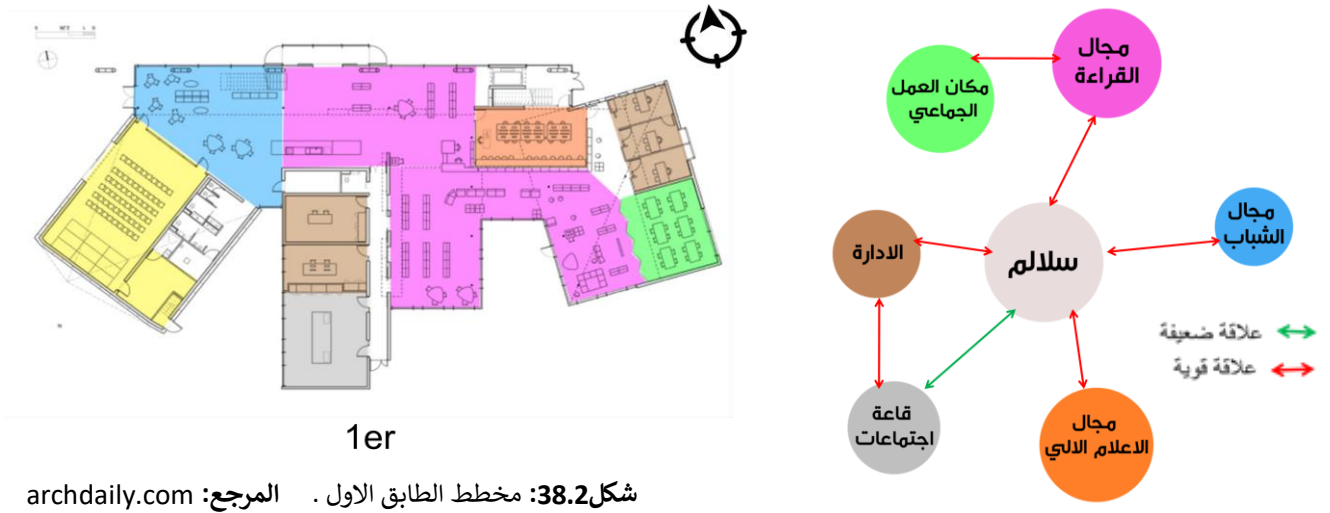 مجال
القراءة
مكان العمل
الجماعي
مجال
الشباب
الادارة
سلالم
علاقة ضعيفة
علاقة قوية
قاعة
اجتماعات
مجال
الاعلام الالي
1er
شكل38.2: مخطط الطابق الاول . المرجع: archdaily.com